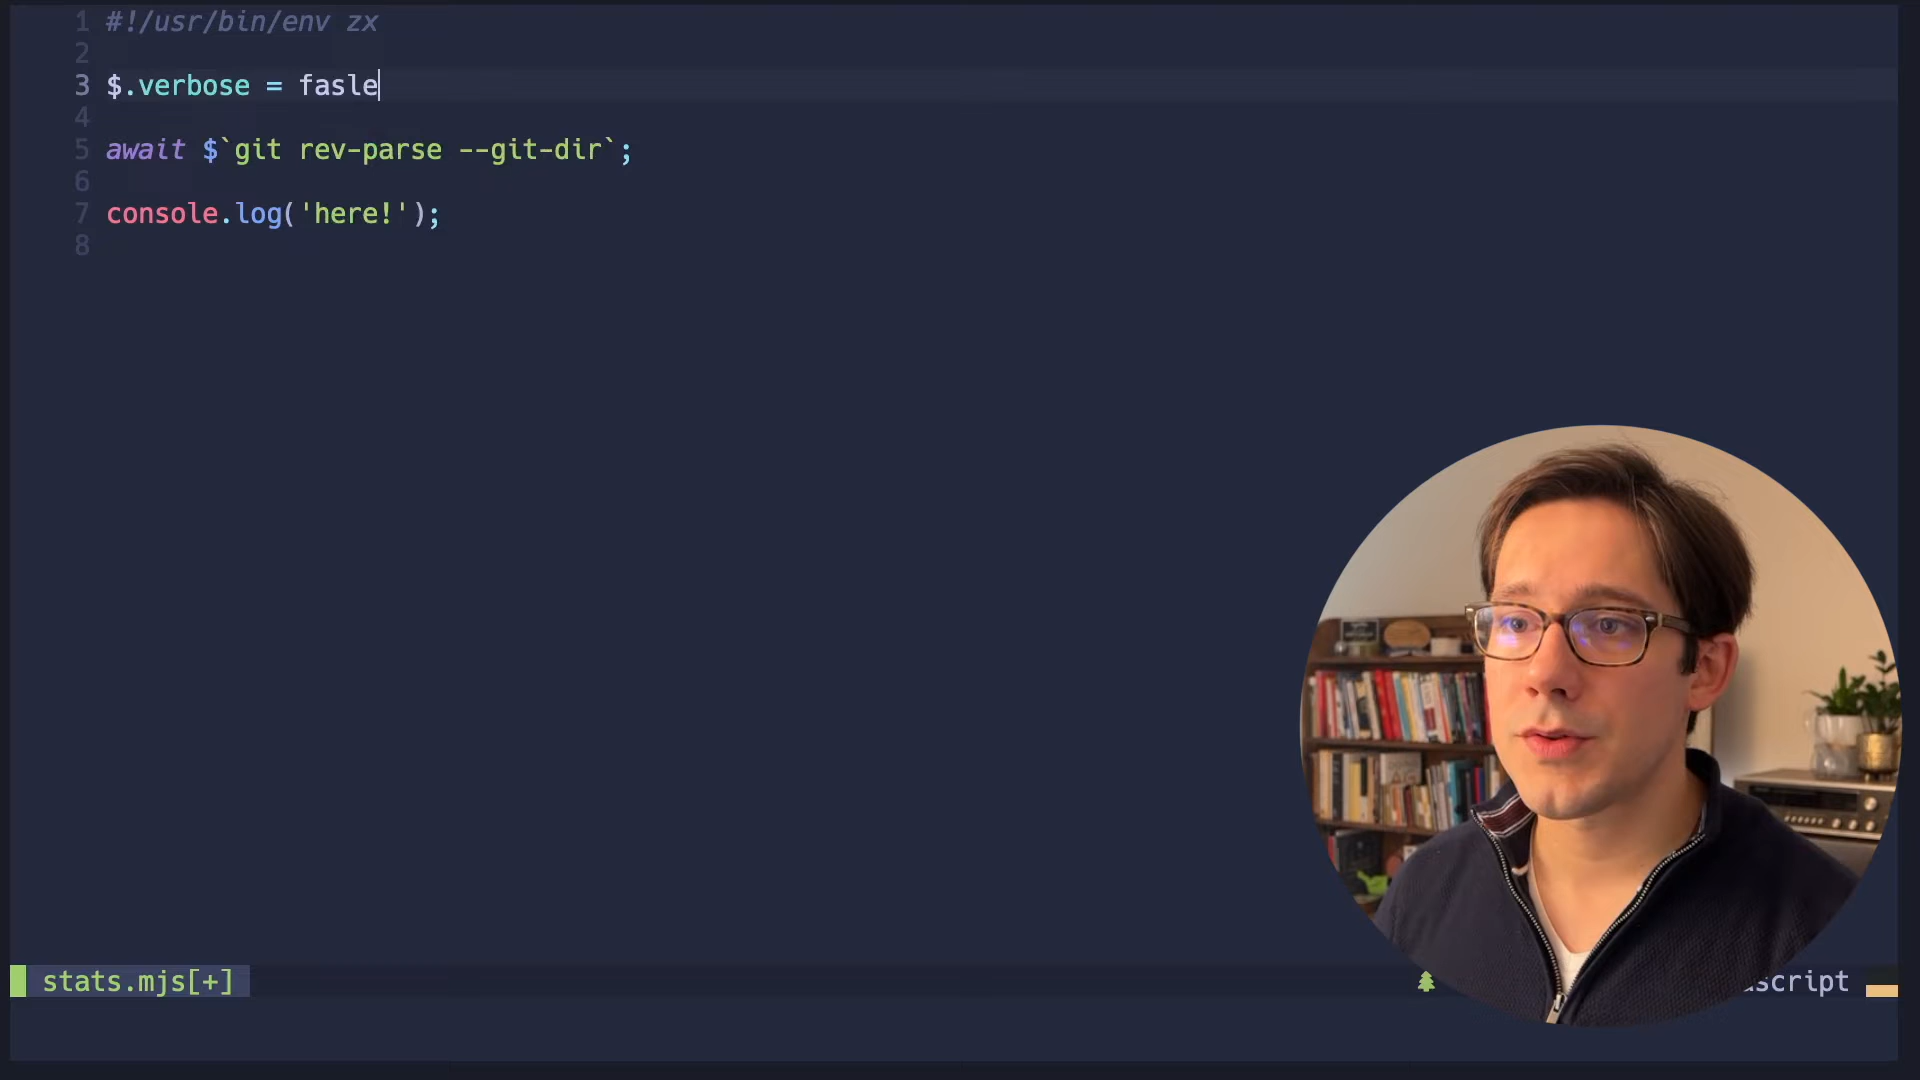 1 #!/usr/bin/env zx
2
3 $.verbose = fasle
4
5 await $`git rev-parse --git-dir`;
6
7 console.log('here!');
8
stats.mjs[+]
ascript